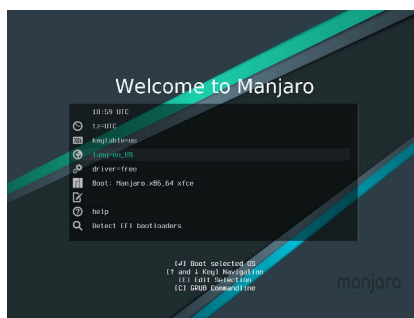 Welcome to Manjaro
10:59 UTC
tz=UTC
keytable=us
lang=en_US
driver=free
Boot: Manjaro.x86_64 xfce
help
Detect EFI bootloaders
[↲] Boot selected OS
[↑ and ↓ Key] Navigation
[E] Edit Selection
[C] GRUB Commandline
manjaro